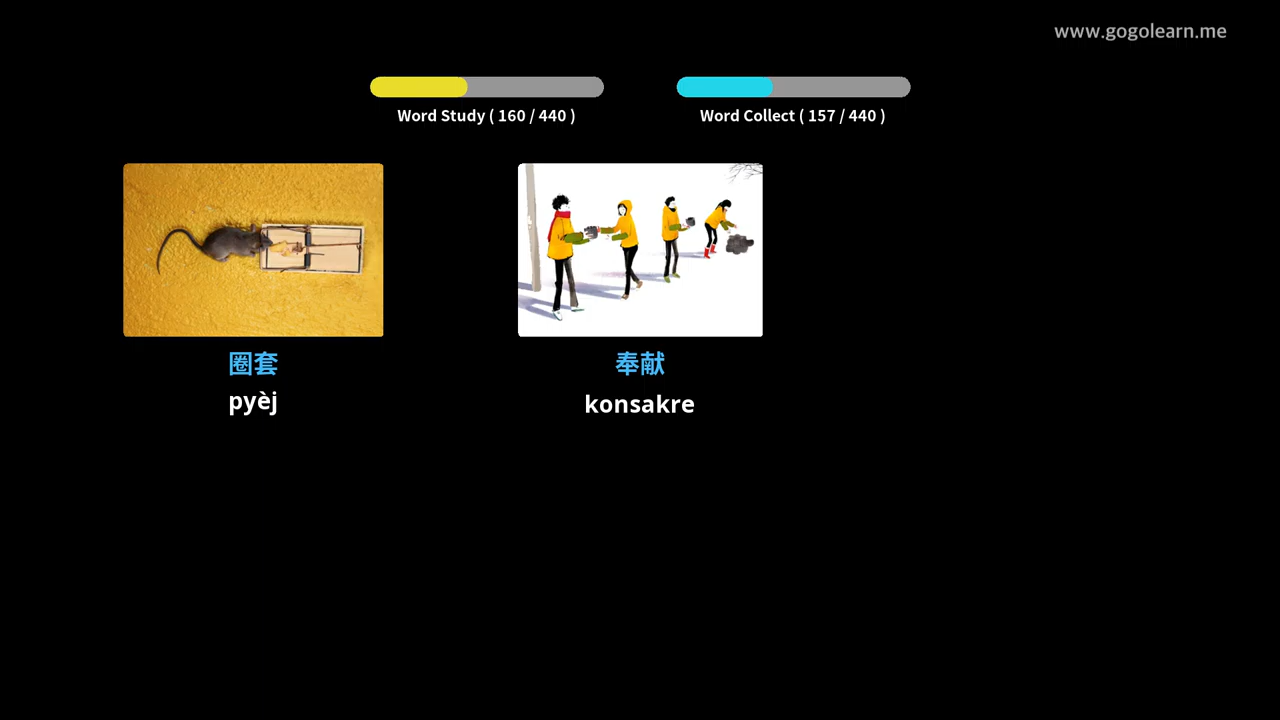 www.gogolearn.me
Word Study ( 160 / 440 )
Word Collect ( 157 / 440 )
圈套
pyèj
奉献
konsakre